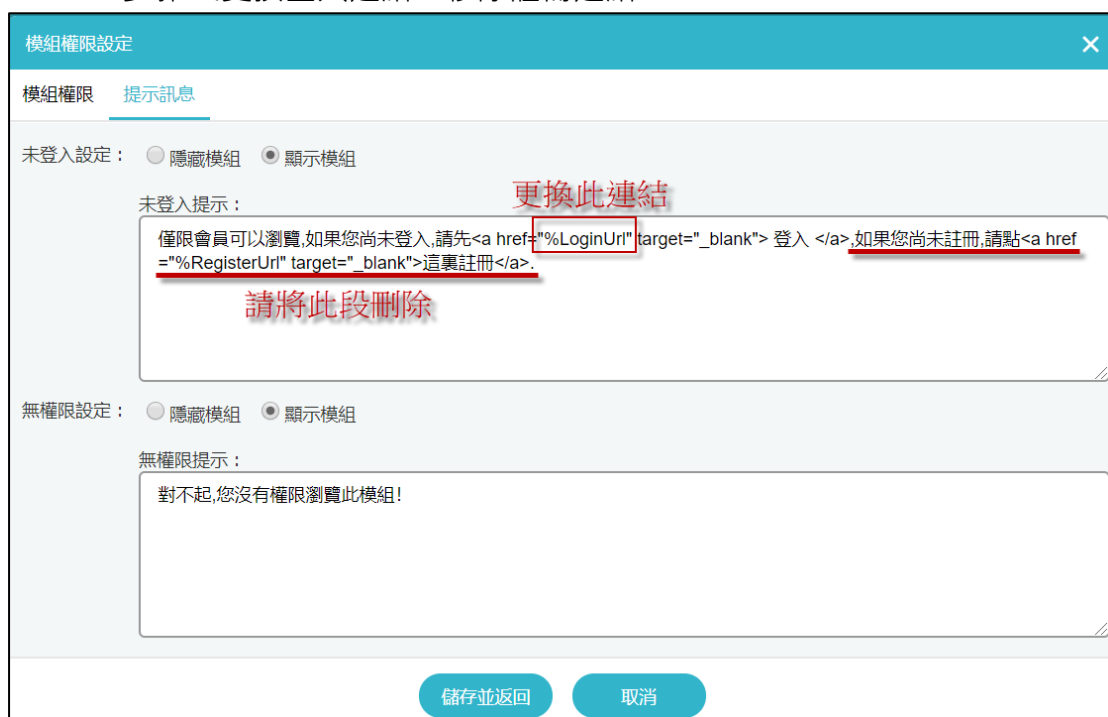 模組權限設定
模組權限 提示訊息
未登入設定： 隱藏模組 顯示模組
更換此連結
未登入提示：
僅限會員可以瀏覽,如果您尚未登入,請先<a href="%LoginUrl" target="_blank"> 登入 </a>,如果您尚未註冊,請點<a href
="%RegisterUrl" target="_blank">這裏註冊</a>.
請將此段刪除
無權限設定： 隱藏模組 顯示模組
無權限提示：
對不起,您沒有權限瀏覽此模組!
儲存並返回 取消